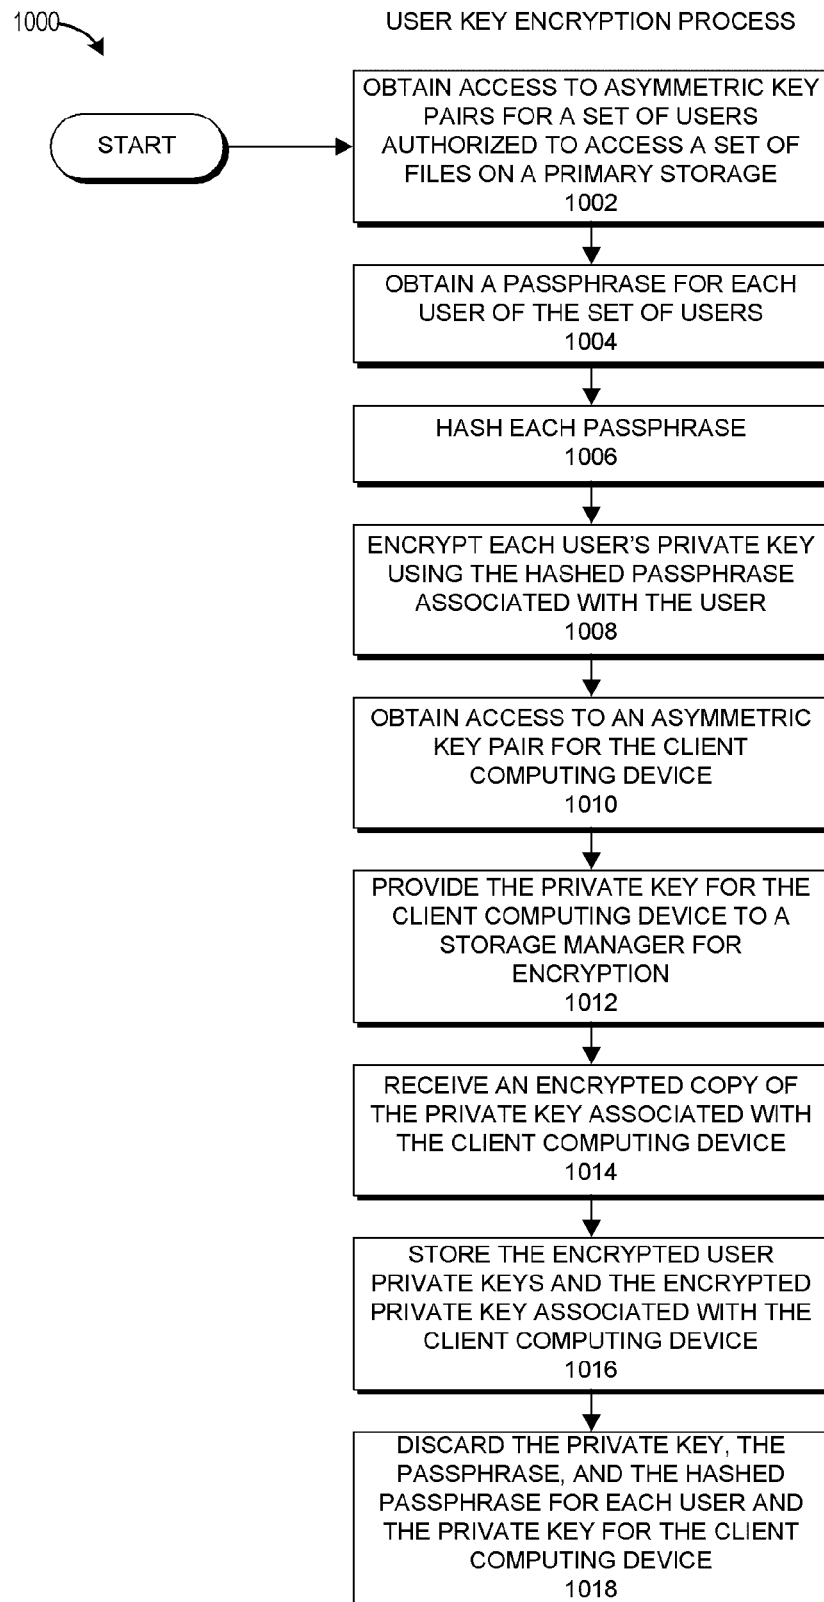 1000
USER KEY ENCRYPTION PROCESS
START
OBTAIN ACCESS TO ASYMMETRIC KEY
PAIRS FOR A SET OF USERS
AUTHORIZED TO ACCESS A SET OF
FILES ON A PRIMARY STORAGE
1002
OBTAIN A PASSPHRASE FOR EACH
USER OF THE SET OF USERS
1004
HASH EACH PASSPHRASE
1006
ENCRYPT EACH USER'S PRIVATE KEY
USING THE HASHED PASSPHRASE
ASSOCIATED WITH THE USER
1008
OBTAIN ACCESS TO AN ASYMMETRIC
KEY PAIR FOR THE CLIENT
COMPUTING DEVICE
1010
PROVIDE THE PRIVATE KEY FOR THE
CLIENT COMPUTING DEVICE TO A
STORAGE MANAGER FOR
ENCRYPTION
1012
RECEIVE AN ENCRYPTED COPY OF
THE PRIVATE KEY ASSOCIATED WITH
THE CLIENT COMPUTING DEVICE
1014
STORE THE ENCRYPTED USER
PRIVATE KEYS AND THE ENCRYPTED
PRIVATE KEY ASSOCIATED WITH THE
CLIENT COMPUTING DEVICE
1016
DISCARD THE PRIVATE KEY, THE
PASSPHRASE, AND THE HASHED
PASSPHRASE FOR EACH USER AND
THE PRIVATE KEY FOR THE CLIENT
COMPUTING DEVICE
1018